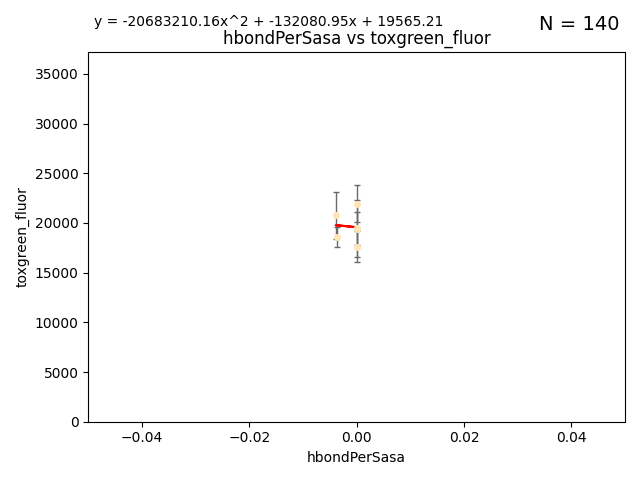 y = -20683210.16x^2 + -132080.95x + 19565.21
N = 140
hbondPerSasa vs toxgreen_fluor
35000
30000
25000
20000
15000
10000
5000
0
toxgreen_fluor
−0.04 −0.02 0.00 0.02 0.04
hbondPerSasa